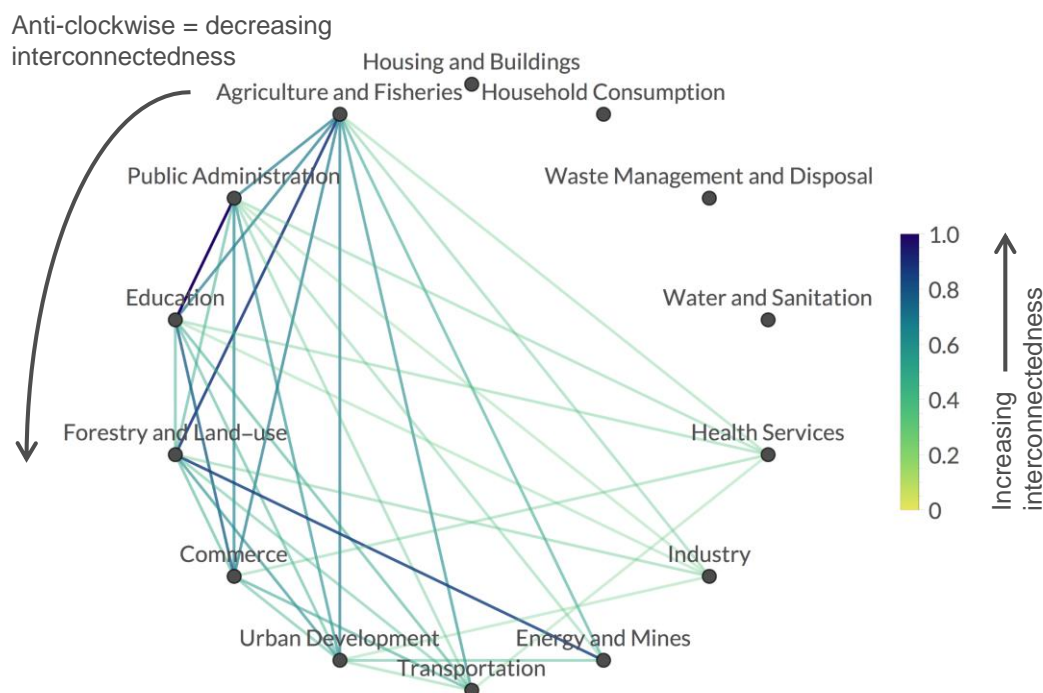 Anti-clockwise = decreasing
interconnectedness
Housing and Buildings
Agriculture and Fisheries
Household Consumption
Public Administration
Waste Management and Disposal
Education
Water and Sanitation
Forestry and Land-use
Health Services
Commerce
Industry
Urban Development
Energy and Mines
Transportation
1.0
0.8
0.6
0.4
0.2
0
Increasing
interconnectedness